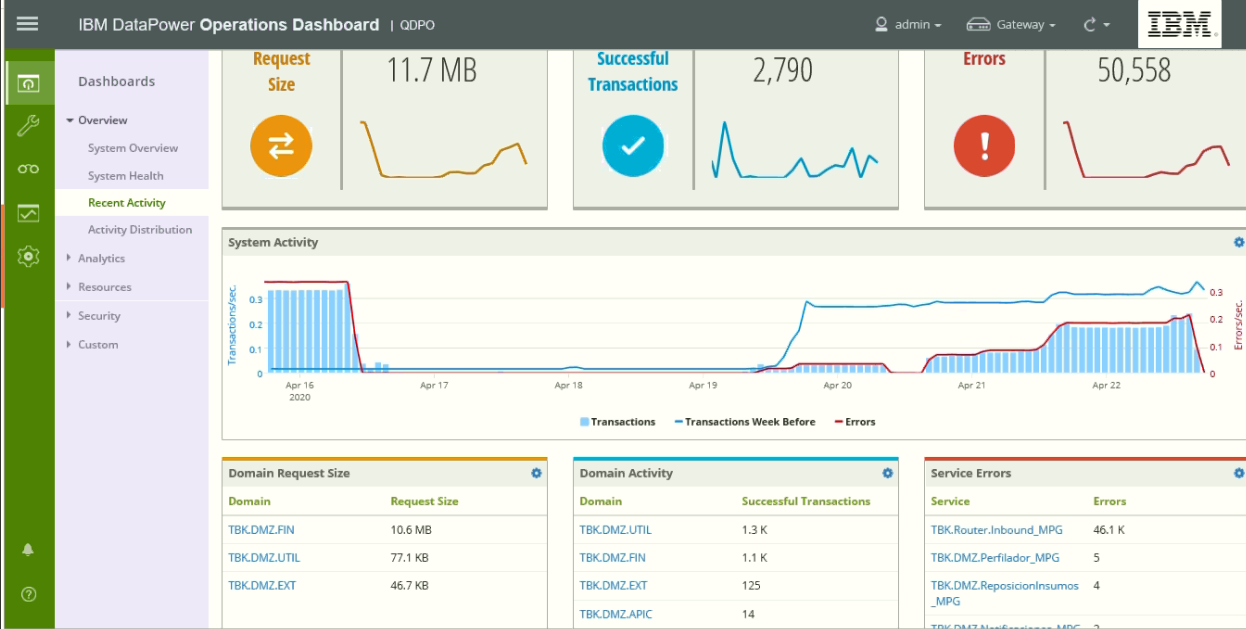 IBM DataPower Operations Dashboard | QDPO
admin
Gateway
IBM
Dashboards
Overview
System Overview
System Health
Recent Activity
Activity Distribution
Analytics
Resources
Security
Custom
Request
Size
11.7 MB
Successful
Transactions
2,790
Errors
50,558
System Activity
Transactions/sec.
0.3
0.2
0.1
0
0.3
0.2
0.1
0
Errors/sec.
Apr 16
2020
Apr 17
Apr 18
Apr 19
Apr 20
Apr 21
Apr 22
Transactions
Transactions Week Before
Errors
Domain Request Size
Domain Request Size
TBK.DMZ.FIN 10.6 MB
TBK.DMZ.UTIL 77.1 KB
TBK.DMZ.EXT 46.7 KB
Domain Activity
Domain Successful Transactions
TBK.DMZ.UTIL 1.3 K
TBK.DMZ.FIN 1.1 K
TBK.DMZ.EXT 125
TBK.DMZ.APIC 14
Service Errors
Service Errors
TBK.Router.Inbound_MPG 46.1 K
TBK.DMZ.Perfilador_MPG 5
TBK.DMZ.ReposicionInsumos 4
_MPG